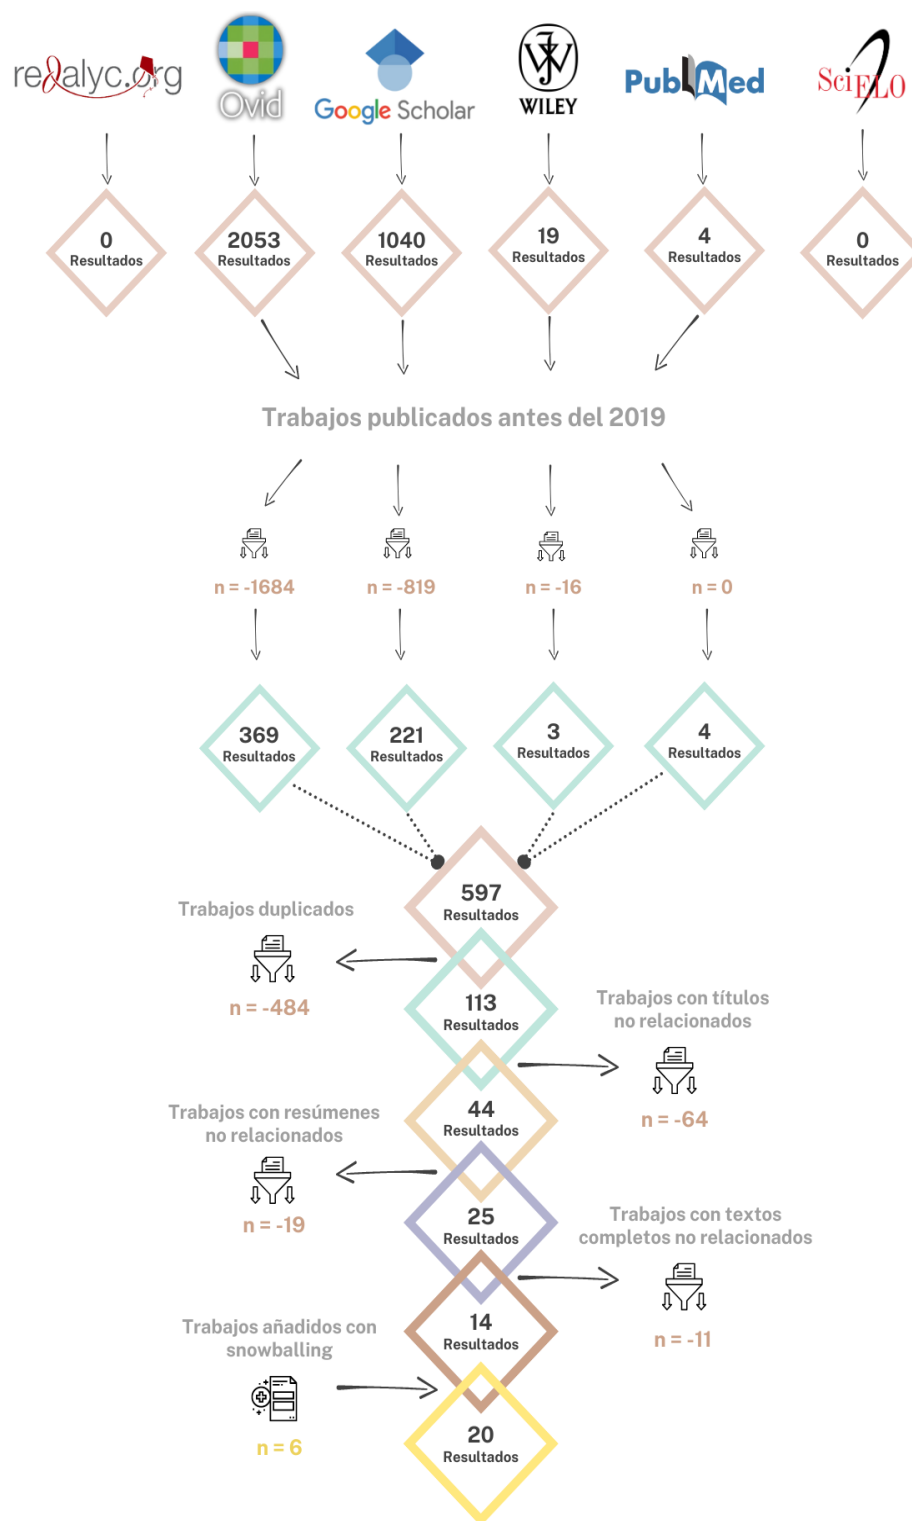 redalyc.org
Ovid
Google Scholar
WILEY
PubMed
SciELO
0
Resultados
2053
Resultados
1040
Resultados
19
Resultados
4
Resultados
0
Resultados
Trabajos publicados antes del 2019
n = -1684
n = -819
n = -16
n = 0
369
Resultados
221
Resultados
3
Resultados
4
Resultados
597
Resultados
Trabajos duplicados
n = -484
113
Resultados
Trabajos con títulos
no relacionados
n = -64
44
Resultados
Trabajos con resúmenes
no relacionados
n = -19
25
Resultados
Trabajos con textos
completos no relacionados
n = -11
14
Resultados
Trabajos añadidos con
snowballing
n = 6
20
Resultados